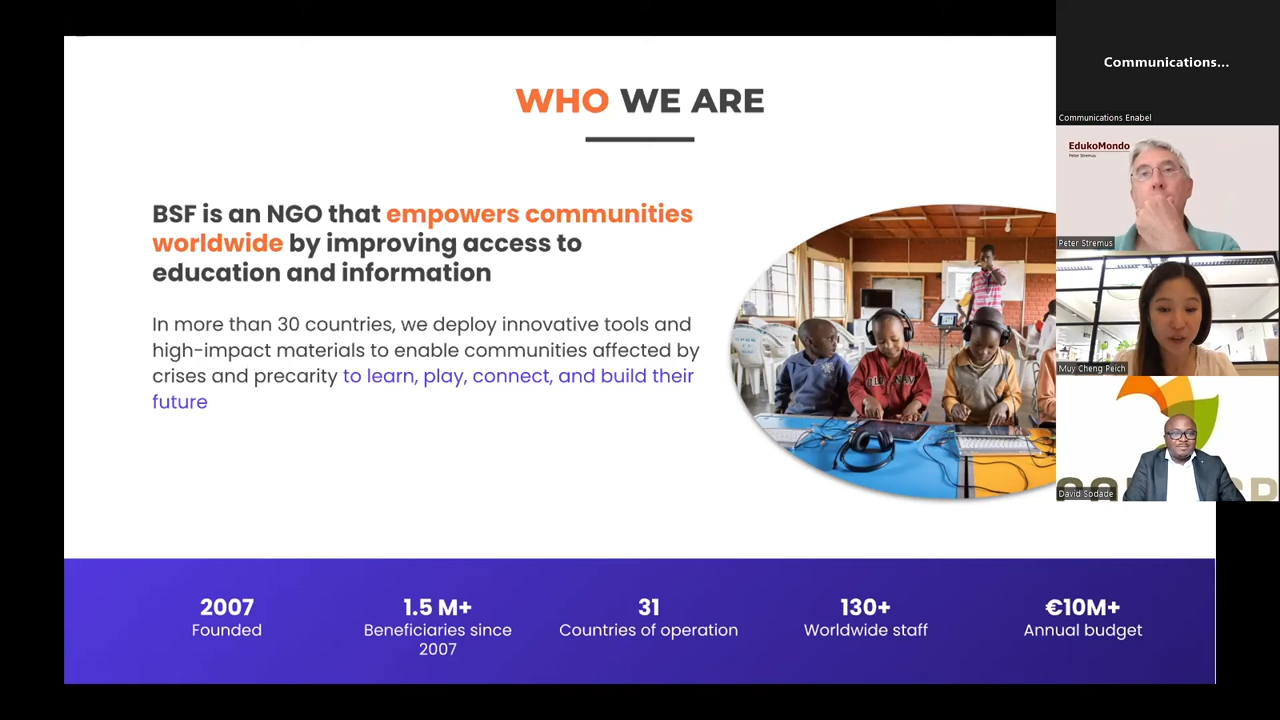 WHO WE ARE
BSF is an NGO that empowers communities
worldwide by improving access to
education and information
In more than 30 countries, we deploy innovative tools and
high-impact materials to enable communities affected by
crises and precarity to learn, play, connect, and build their
future
2007
Founded
1.5 M+
Beneficiaries since
2007
31
Countries of operation
130+
Worldwide staff
€10M+
Annual budget
Communications...
Communications Enabel
EdukoMondo
Peter Stremus
Peter Stremus
Muy Cheng Peich
David Sodade